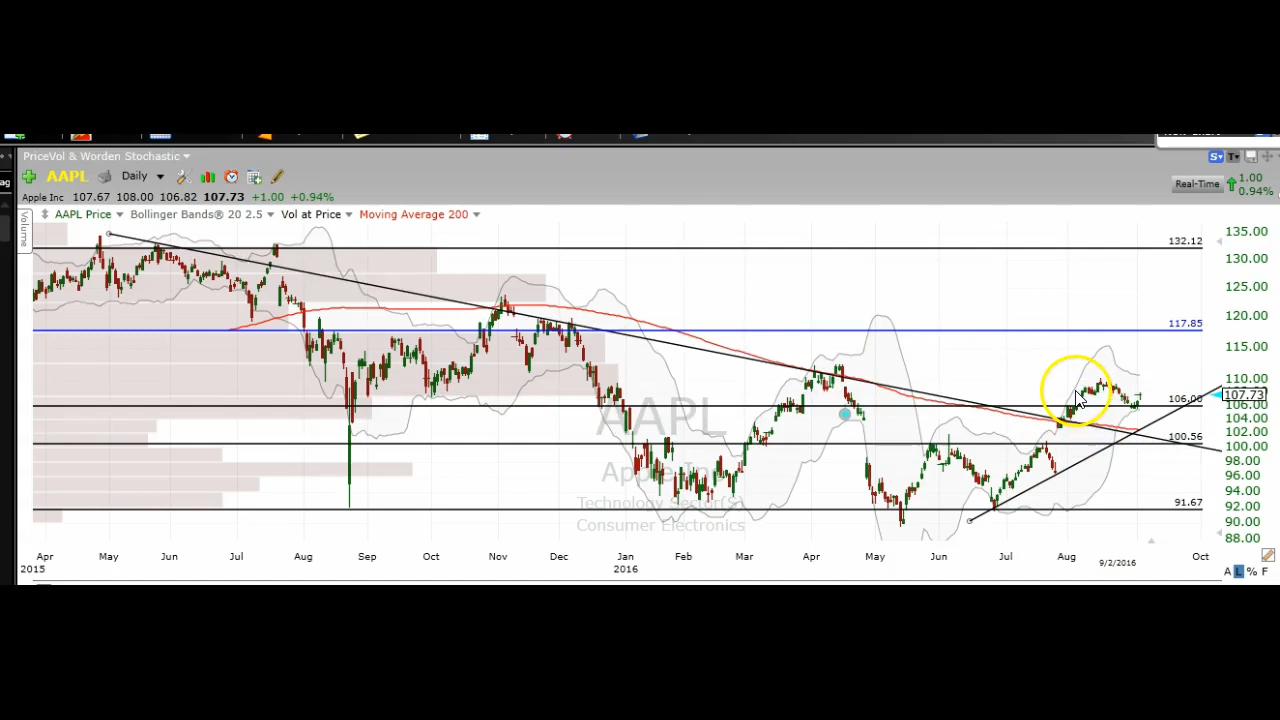 PriceVol & Worden Stochastic
S T
AAPL Daily
Real-Time 1.00
0.94%
Apple Inc 107.67 108.00 106.82 107.73 +1.00 +0.94%
Volume
AAPL Price Bollinger Bands® 20 2.5 Vol at Price Moving Average 200
135.00
132.12
130.00
125.00
120.00
117.85
115.00
110.00
106.00
107.73
106.00
104.00
102.00
100.56
100.00
98.00
96.00
94.00
91.67
92.00
90.00
88.00
AAPL
Apple Inc
Technology Sector(S)
Consumer Electronics
Apr May Jun Jul Aug Sep Oct Nov Dec Jan Feb Mar Apr May Jun Jul Aug Oct
2015 2016 9/2/2016
A L % F